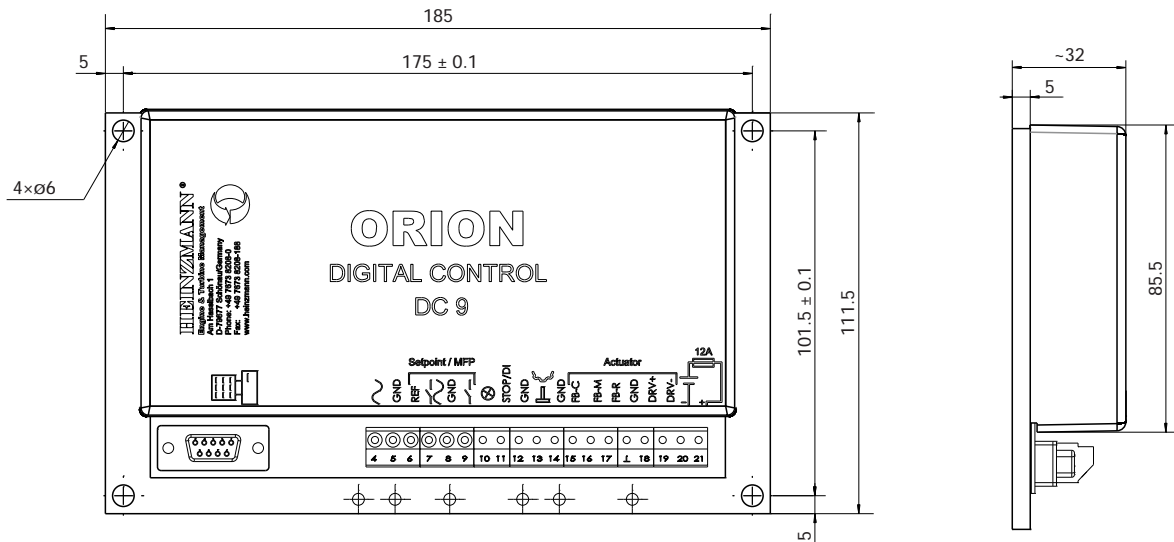 185
175 ± 0.1
5
4×ø6
HEINZMANN ®
Engine & Turbine Management
Am Haselbach 1
D-79677 Schönau/Germany
Phone: +49 7673 8208-0
Fax: +49 7673 8208-188
www.heinzmann.com
ORION
DIGITAL CONTROL
DC 9
Setpoint / MFP
Actuator
12A
GND
REF
GND
STOP/DI
GND
GND
FB-C
FB-M
FB-R
GND
DRV+
DRV-
- +
4 5 6 7 8 9 10 11 12 13 14 15 16 17 ⊥ 18 19 20 21
101.5 ± 0.1
111.5
5
~32
5
85.5